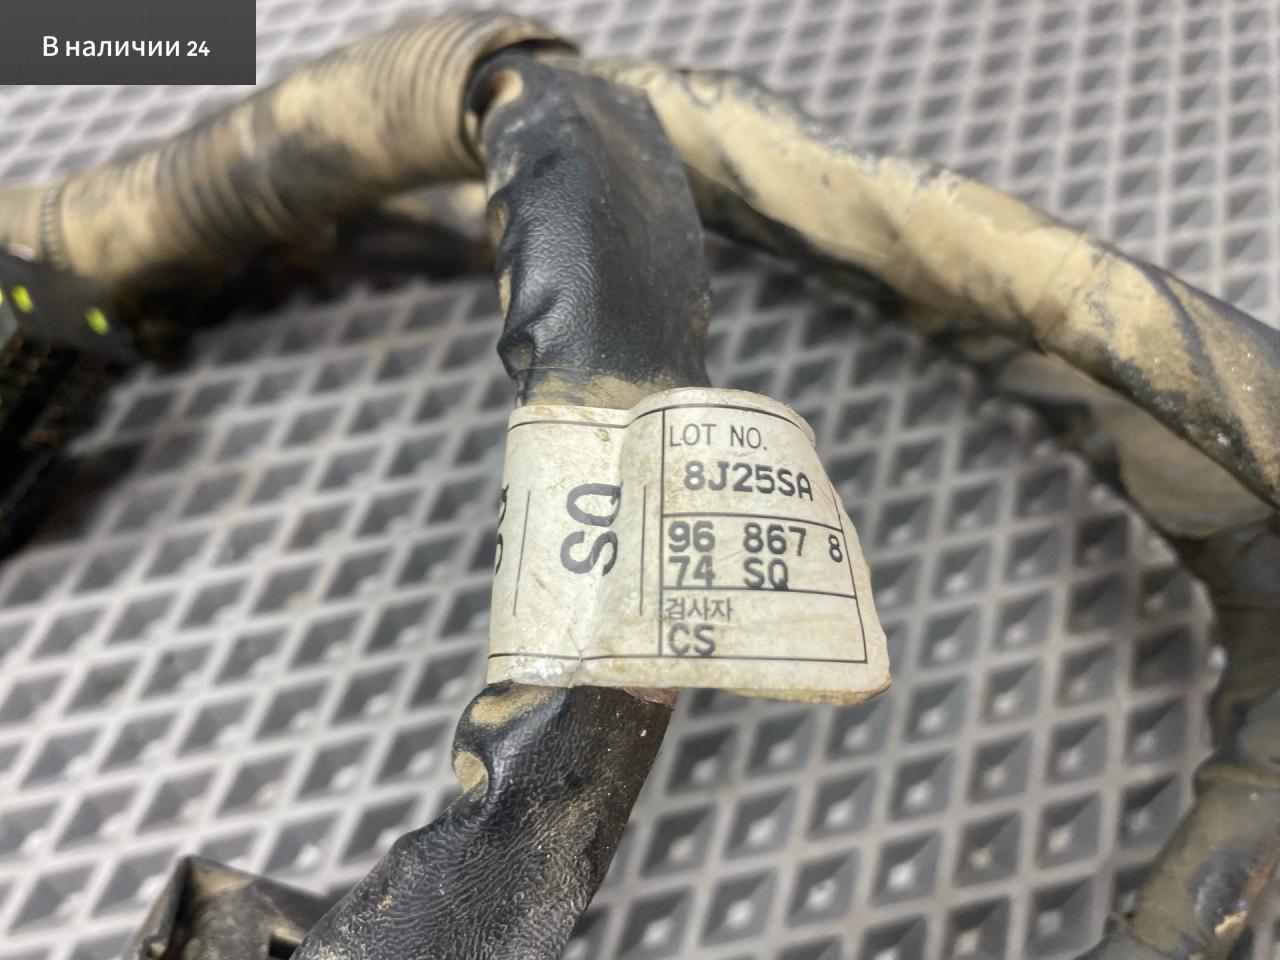 В наличии 24
LOT NO.
8J25SA
SQ
96 867 8
74 SQ
검사자
CS